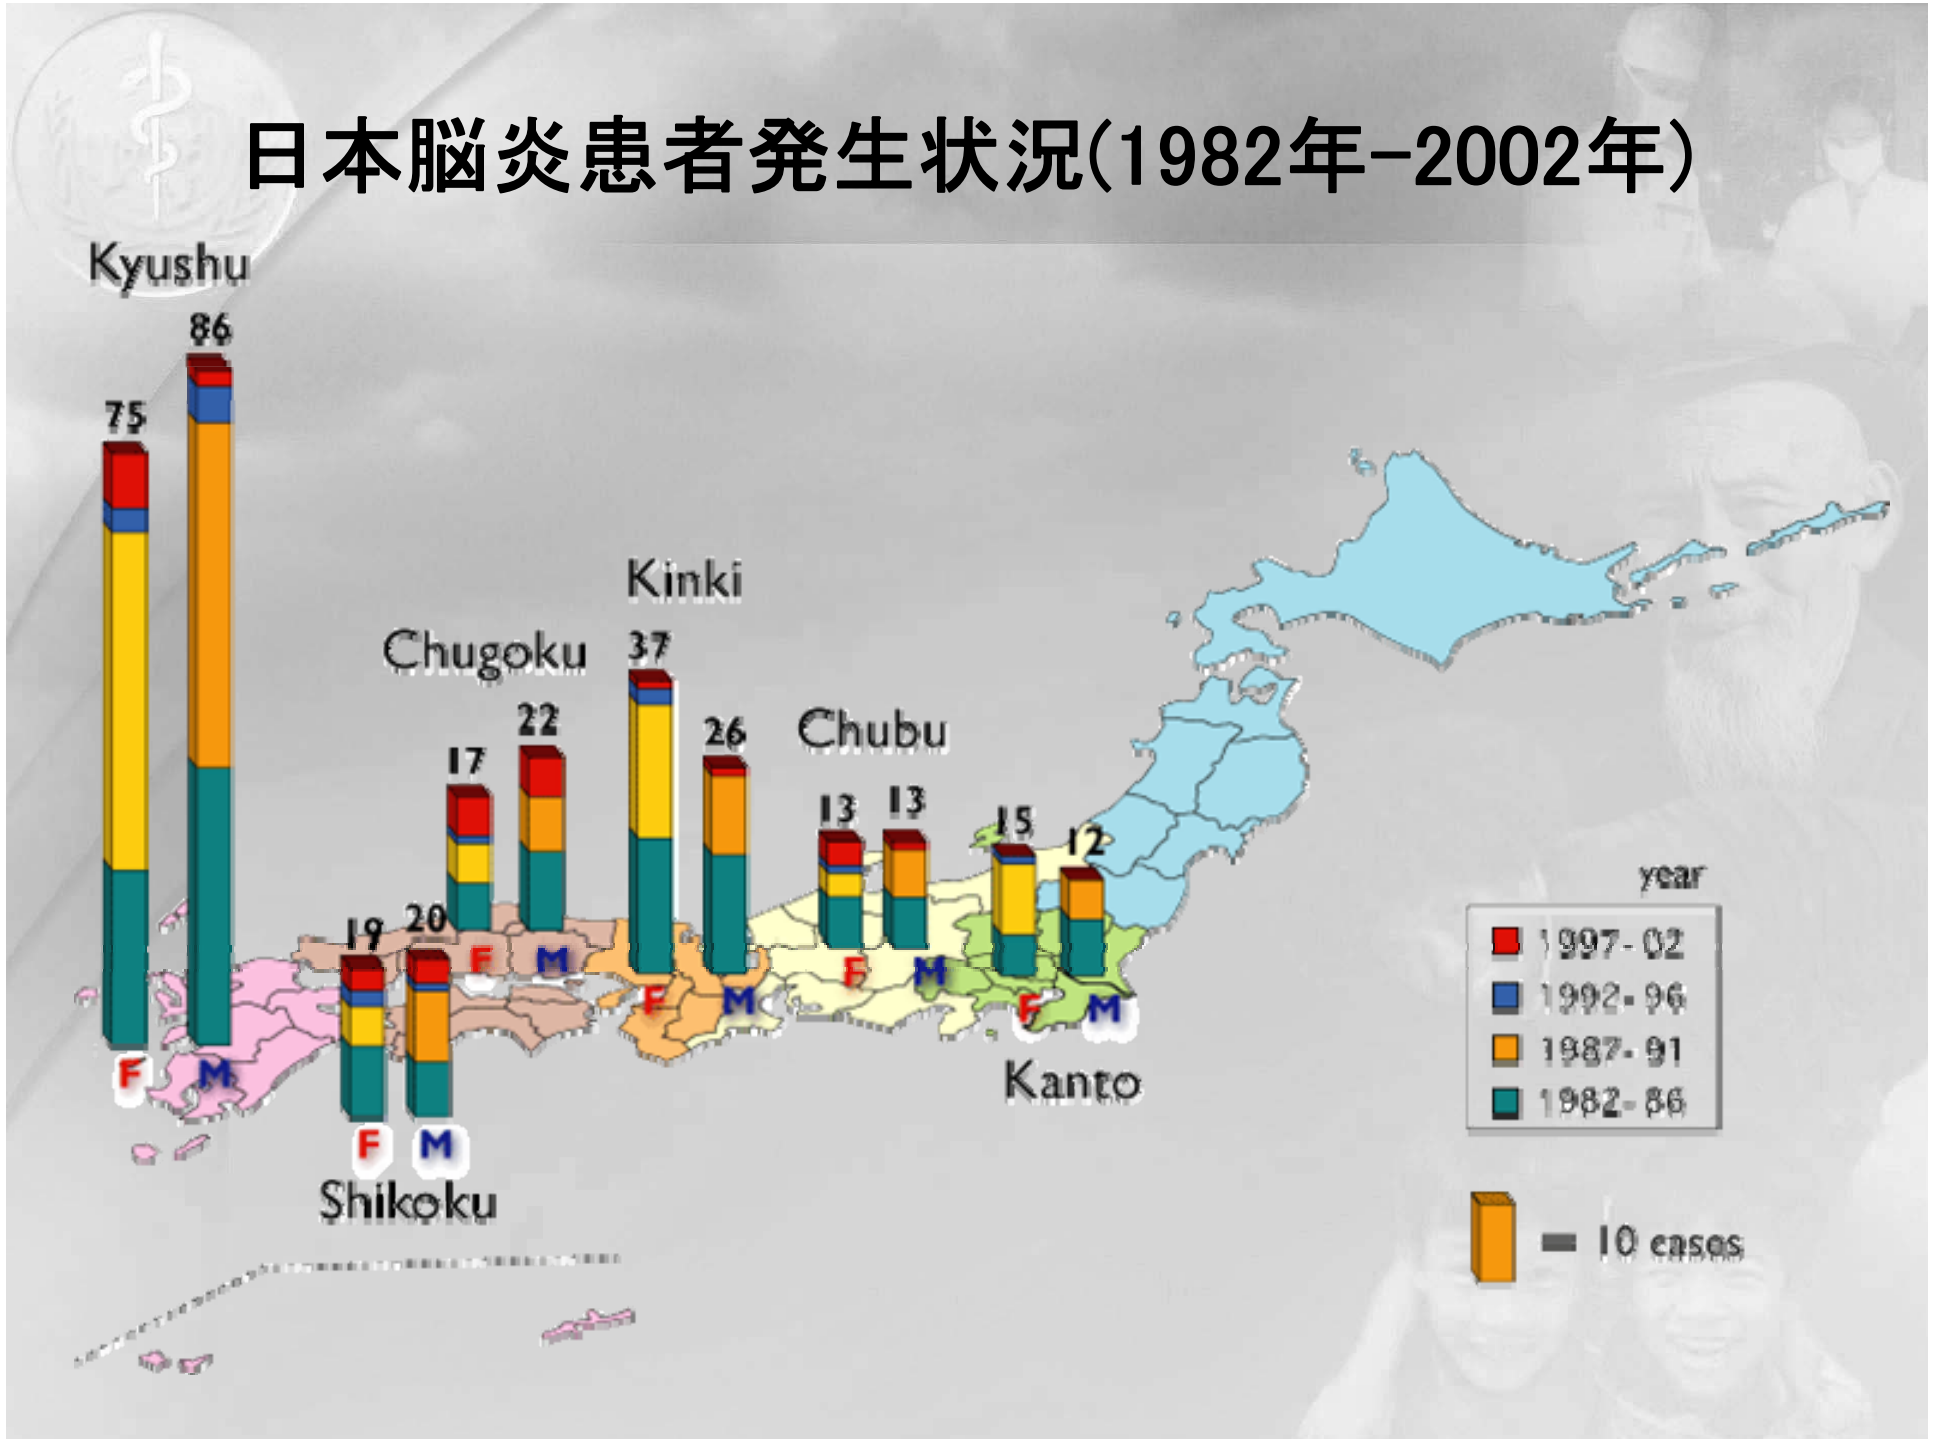 日本脳炎患者発生状況(1982年-2002年)
Kyushu
86
75
Kinki
37
Chugoku
22
17
26
Chubu
13
13
15
12
19
20
F
M
F
M
F
M
F
M
F
M
F
M
Kanto
Shikoku
year
1997-02
1992-96
1987-91
1982-86
= 10 cases